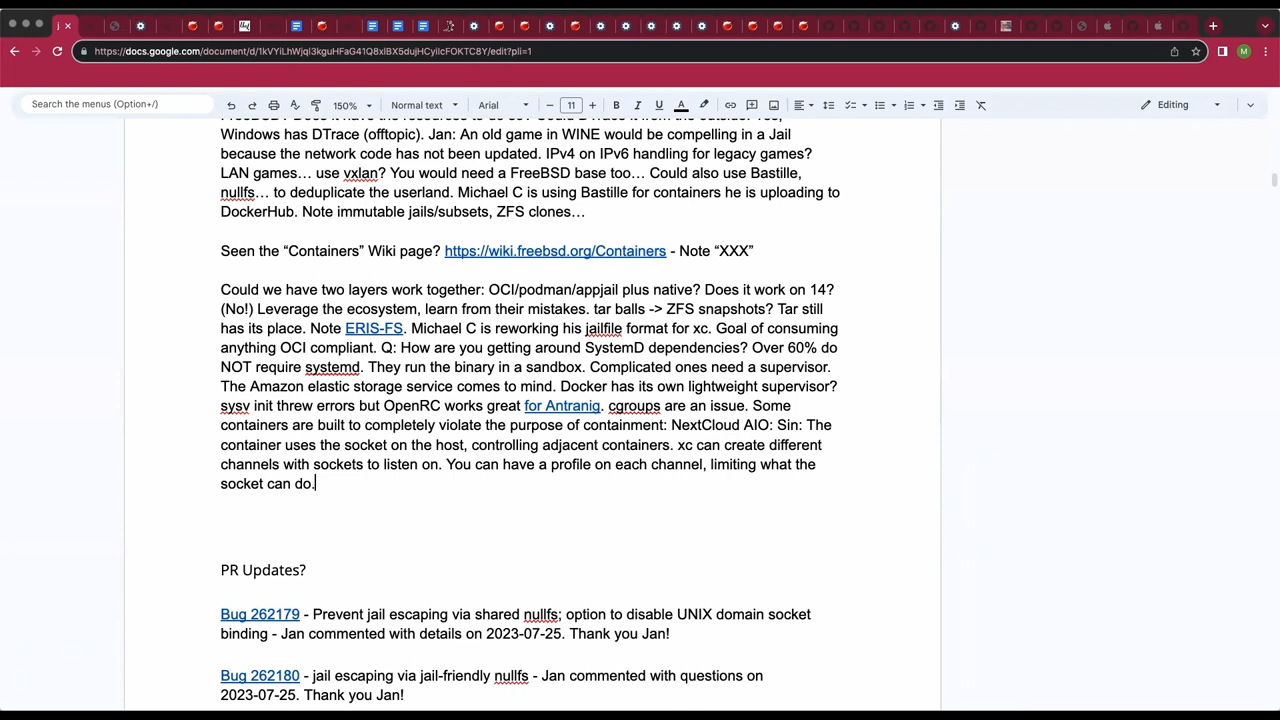 https://docs.google.com/document/d/1kVYiLhWjql3kguHFaG41Q8xlBX5dujHCyilcFOKTC8Y/edit?pli=1
M
Search the menus (Option+/)
150%
Normal text
Arial
11
B
I
U
A
Editing
Windows has DTrace (offtopic). Jan: An old game in WINE would be compelling in a Jail
because the network code has not been updated. IPv4 on IPv6 handling for legacy games?
LAN games… use vxlan? You would need a FreeBSD base too… Could also use Bastille,
nullfs… to deduplicate the userland. Michael C is using Bastille for containers he is uploading to
DockerHub. Note immutable jails/subsets, ZFS clones…
Seen the “Containers” Wiki page? https://wiki.freebsd.org/Containers - Note “XXX”
Could we have two layers work together: OCI/podman/appjail plus native? Does it work on 14?
(No!) Leverage the ecosystem, learn from their mistakes. tar balls -> ZFS snapshots? Tar still
has its place. Note ERIS-FS. Michael C is reworking his jailfile format for xc. Goal of consuming
anything OCI compliant. Q: How are you getting around SystemD dependencies? Over 60% do
NOT require systemd. They run the binary in a sandbox. Complicated ones need a supervisor.
The Amazon elastic storage service comes to mind. Docker has its own lightweight supervisor?
sysv init threw errors but OpenRC works great for Antranig. cgroups are an issue. Some
containers are built to completely violate the purpose of containment: NextCloud AIO: Sin: The
container uses the socket on the host, controlling adjacent containers. xc can create different
channels with sockets to listen on. You can have a profile on each channel, limiting what the
socket can do.
PR Updates?
Bug 262179 - Prevent jail escaping via shared nullfs; option to disable UNIX domain socket
binding - Jan commented with details on 2023-07-25. Thank you Jan!
Bug 262180 - jail escaping via jail-friendly nullfs - Jan commented with questions on
2023-07-25. Thank you Jan!